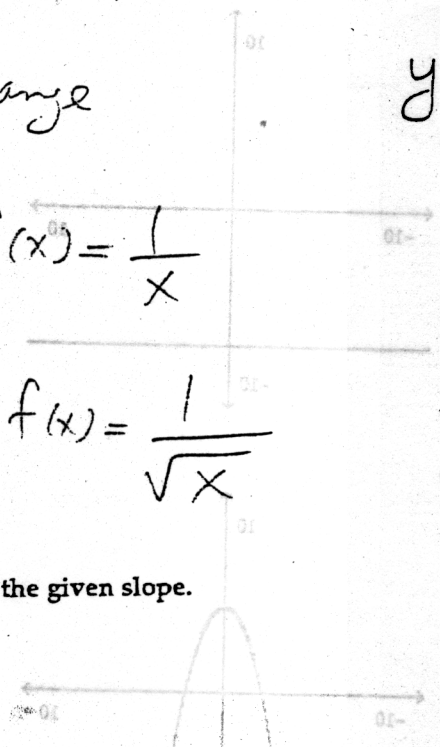 ange y
(x) = 1/x
f(x) = 1/√x
the given slope.